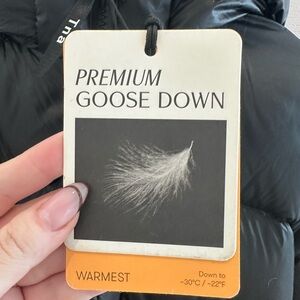 PREMIUM
GOOSE DOWN
WARMEST
Down to
-30°C / -22°F